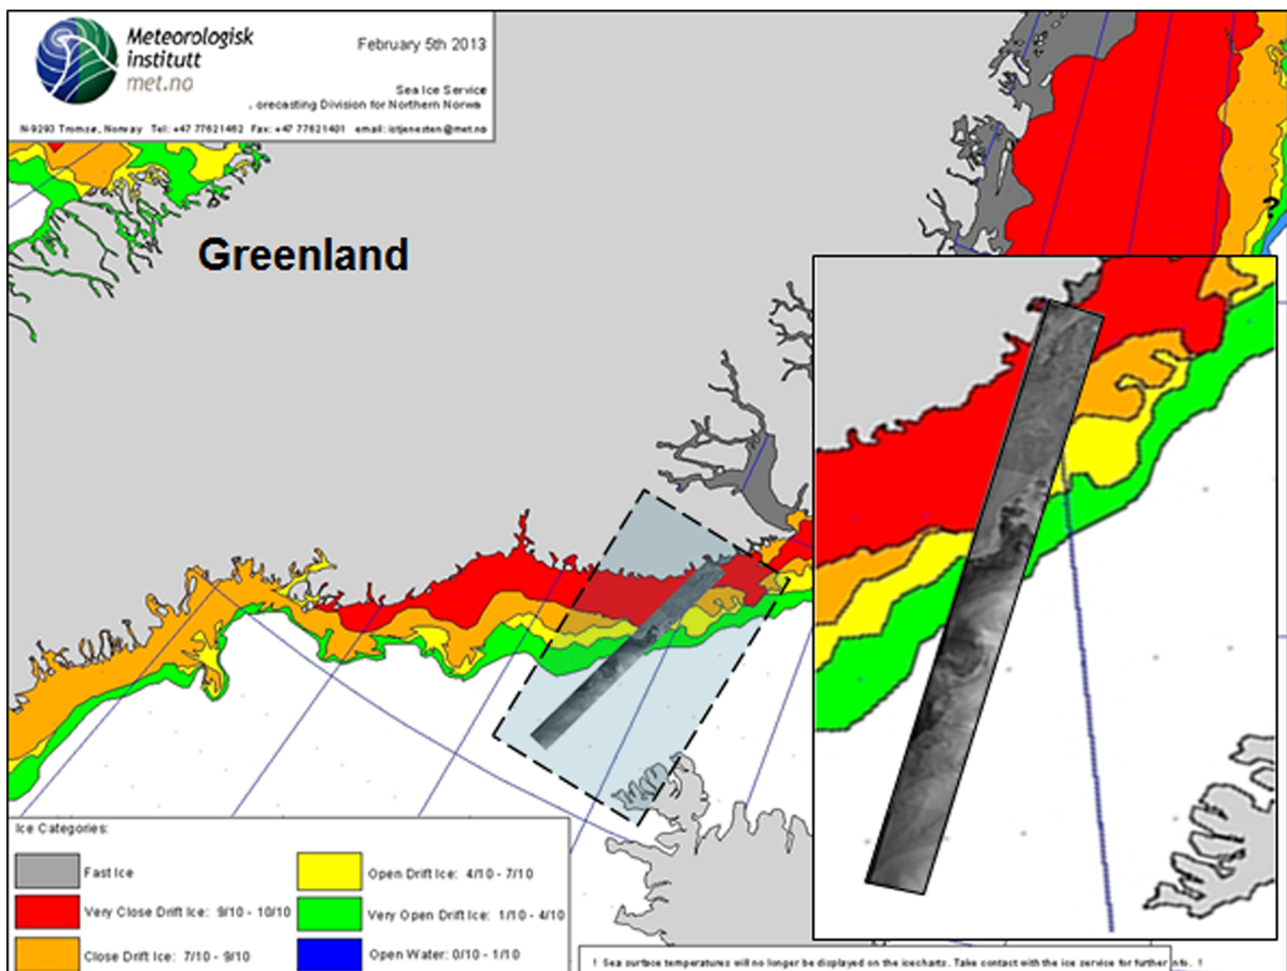 Meteorologisk
institutt
met.no
February 5th 2013
Sea Ice Service
. orecasting Division for Northern Norwa
N-9293 Tromsø, Norway Tel: +47 77621462 Fax: +47 77621401 email: istjenesten@met.no
?
Greenland
Ice Categories:
Fast Ice
Very Close Drift Ice: 9/10 - 10/10
Close Drift Ice: 7/10 - 9/10
Open Drift Ice: 4/10 - 7/10
Very Open Drift Ice: 1/10 - 4/10
Open Water: 0/10 - 1/10
! Sea surface temperatures will no longer be displayed on the icecharts. Take contact with the ice service for further info. !